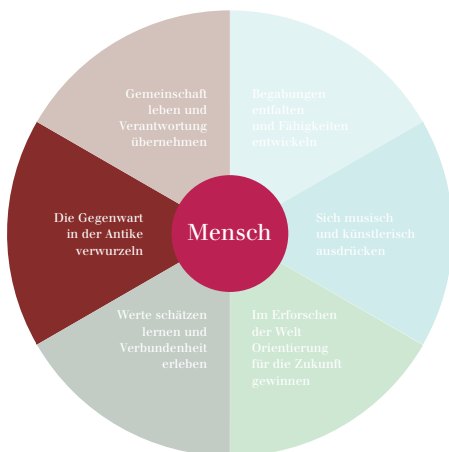 Gemeinschaft
leben und
Verantwortung
übernehmen
Begabungen
entfalten
und Fähigkeiten
entwickeln
Die Gegenwart
in der Antike
verwurzeln
Mensch
Sich musisch
und künstlerisch
ausdrücken
Werte schätzen
lernen und
Verbundenheit
erleben
Im Erforschen
der Welt
Orientierung
für die Zukunft
gewinnen